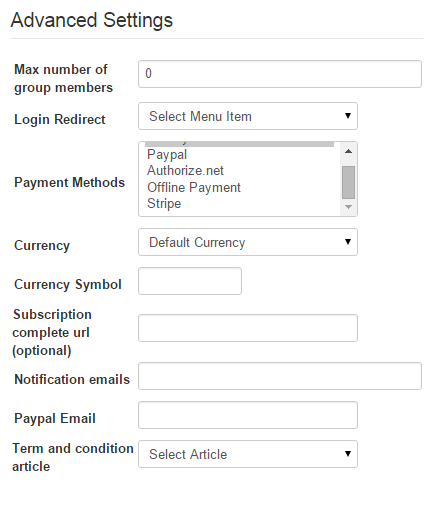 Advanced Settings
Max number of
group members
0
Login Redirect
Select Menu Item
Payment Methods
Paypal
Authorize.net
Offline Payment
Stripe
Currency
Default Currency
Currency Symbol
Subscription
complete url
(optional)
Notification emails
Paypal Email
Term and condition
article
Select Article